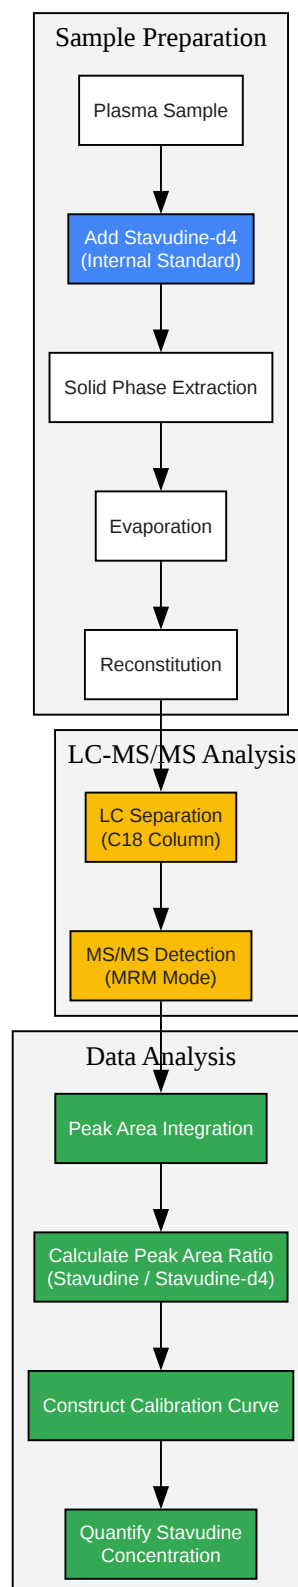 Sample Preparation
Plasma Sample
Add Stavudine-d4
(Internal Standard)
Solid Phase Extraction
Evaporation
Reconstitution
LC-MS/MS Analysis
LC Separation
(C18 Column)
MS/MS Detection
(MRM Mode)
Data Analysis
Peak Area Integration
Calculate Peak Area Ratio
(Stavudine / Stavudine-d4)
Construct Calibration Curve
Quantify Stavudine
Concentration